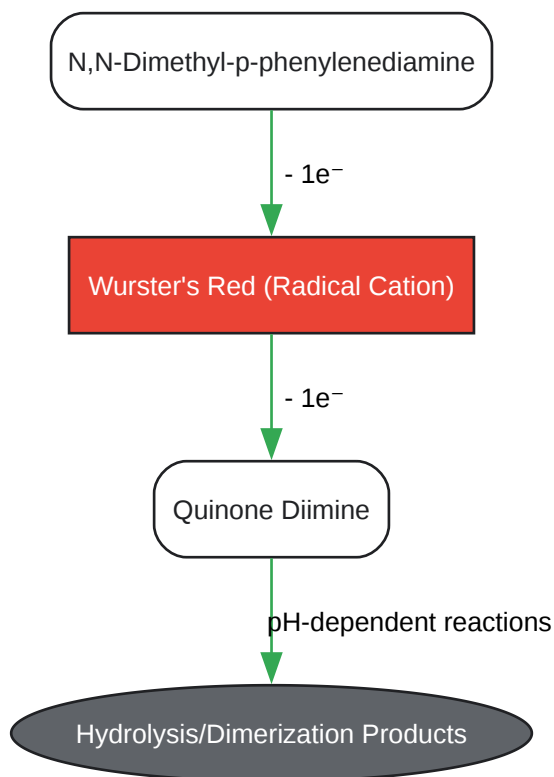 N,N-Dimethyl-p-phenylenediamine
- 1e⁻
Wurster's Red (Radical Cation)
- 1e⁻
Quinone Diimine
pH-dependent reactions
Hydrolysis/Dimerization Products